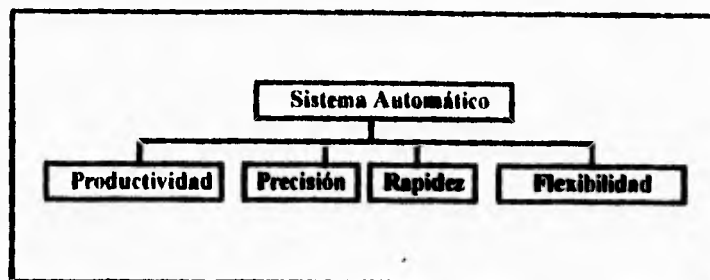 Sistema Automático
Productividad Precisión Rapidez Flexibilidad